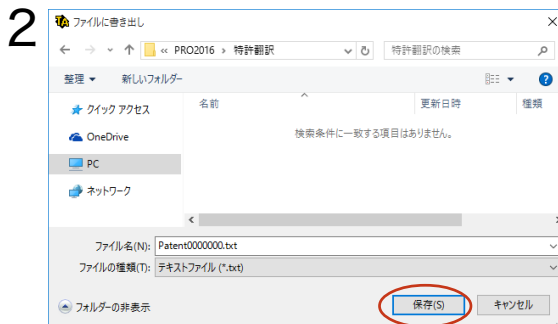 2
ファイルに書き出し
« PRO2016 › 特許翻訳
特許翻訳の検索
整理 新しいフォルダー
名前 更新日時 種類
クイック アクセス
検索条件に一致する項目はありません。
OneDrive
PC
ネットワーク
ファイル名(N): Patent0000000.txt
ファイルの種類(T): テキストファイル (*.txt)
フォルダーの非表示 保存(S) キャンセル